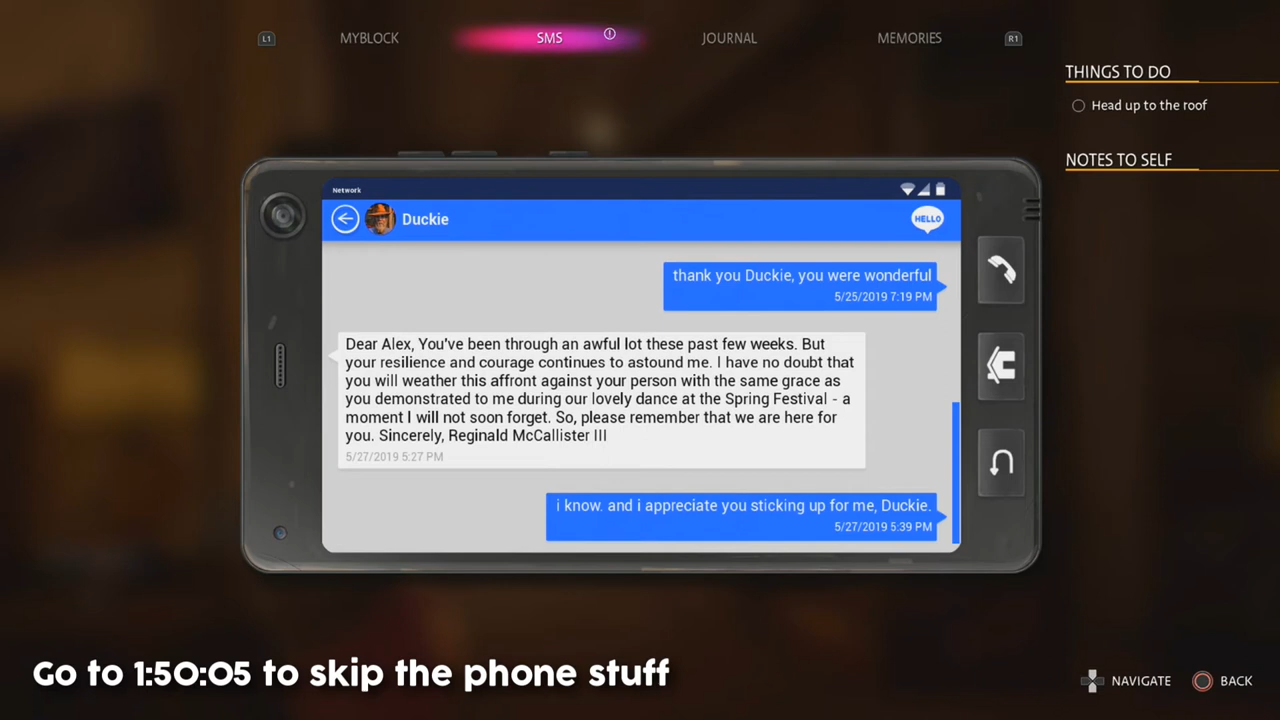 L1
MYBLOCK
SMS
JOURNAL
MEMORIES
R1
THINGS TO DO
Head up to the roof
NOTES TO SELF
Network
Duckie
HELLO
thank you Duckie, you were wonderful
5/25/2019 7:19 PM
Dear Alex, You've been through an awful lot these past few weeks. But
your resilience and courage continues to astound me. I have no doubt that
you will weather this affront against your person with the same grace as
you demonstrated to me during our lovely dance at the Spring Festival - a
moment I will not soon forget. So, please remember that we are here for
you. Sincerely, Reginald McCallister III
5/27/2019 5:27 PM
i know. and i appreciate you sticking up for me, Duckie.
5/27/2019 5:39 PM
Go to 1:50:05 to skip the phone stuff
NAVIGATE
BACK